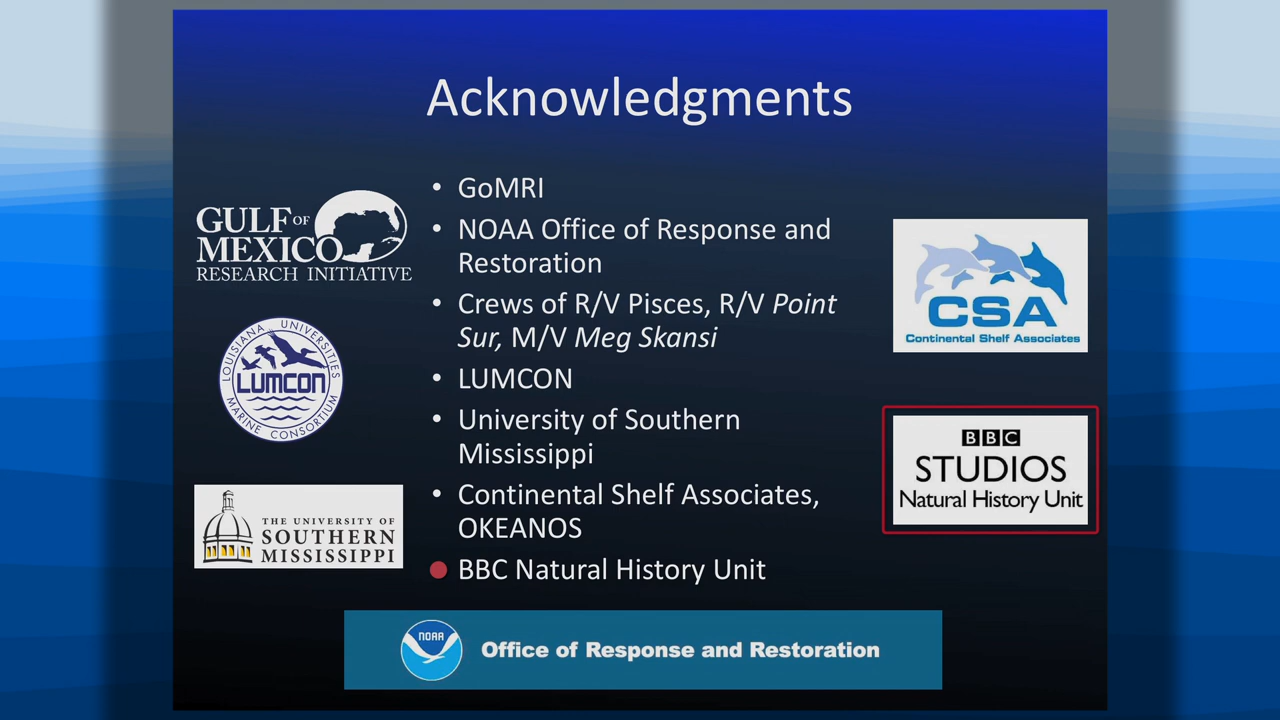 Acknowledgments
GULF OF
MEXICO
RESEARCH INITIATIVE
LOUISIANA UNIVERSITIES
LUMCON
MARINE CONSORTIUM
THE UNIVERSITY OF
SOUTHERN
MISSISSIPPI
• GoMRI
• NOAA Office of Response and
Restoration
• Crews of R/V Pisces, R/V Point
Sur, M/V Meg Skansi
• LUMCON
• University of Southern
Mississippi
• Continental Shelf Associates,
OKEANOS
• BBC Natural History Unit
CSA
Continental Shelf Associates
BBC
STUDIOS
Natural History Unit
NOAA
Office of Response and Restoration